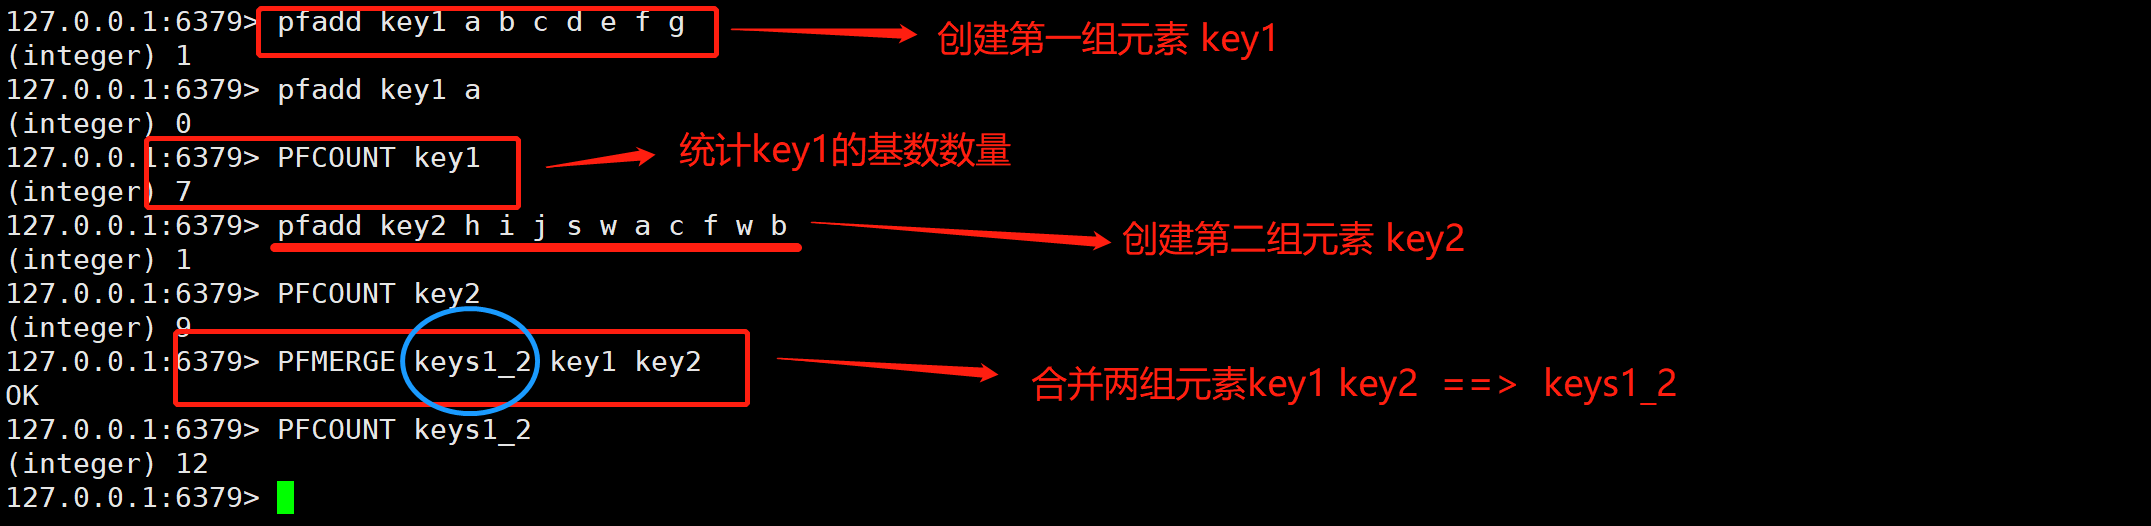 127.0.0.1:6379> pfadd key1 a b c d e f g
创建第一组元素 key1
(integer) 1
127.0.0.1:6379> pfadd key1 a
(integer) 0
127.0.0.1:6379> PFCOUNT key1
统计key1的基数数量
(integer) 7
127.0.0.1:6379> pfadd key2 h i j s w a c f w b
创建第二组元素 key2
(integer) 1
127.0.0.1:6379> PFCOUNT key2
(integer) 9
127.0.0.1:6379> PFMERGE keys1_2 key1 key2
合并两组元素key1 key2 ==> keys1_2
OK
127.0.0.1:6379> PFCOUNT keys1_2
(integer) 12
127.0.0.1:6379>